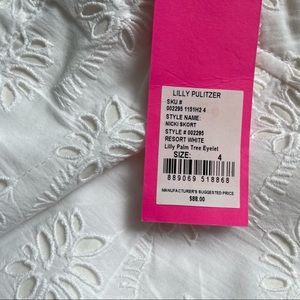 LILLY PULITZER
SKU #
002295 1151H2 4
STYLE NAME:
NICKI SKORT
STYLE # 002295
RESORT WHITE
Lilly Palm Tree Eyelet
SIZE: 4
889069 518868
MANUFACTURER'S SUGGESTED PRICE
$88.00